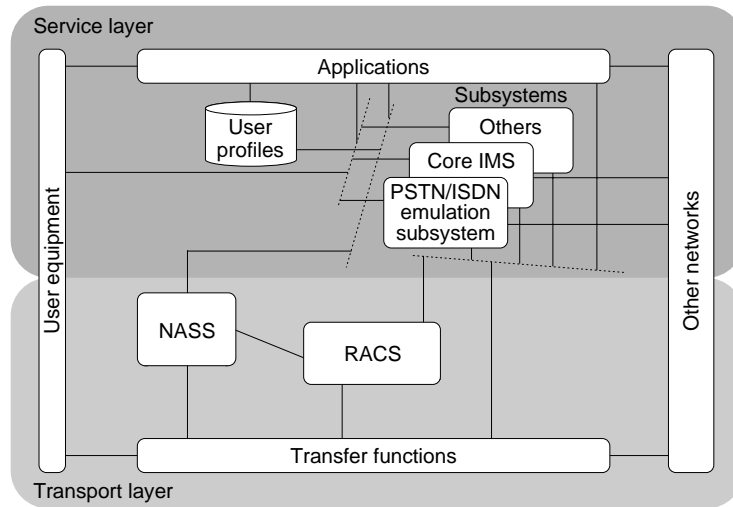 Service layer
Applications
Subsystems
User
profiles
Others
Core IMS
PSTN/ISDN
emulation
subsystem
User equipment
Other networks
NASS
RACS
Transfer functions
Transport layer